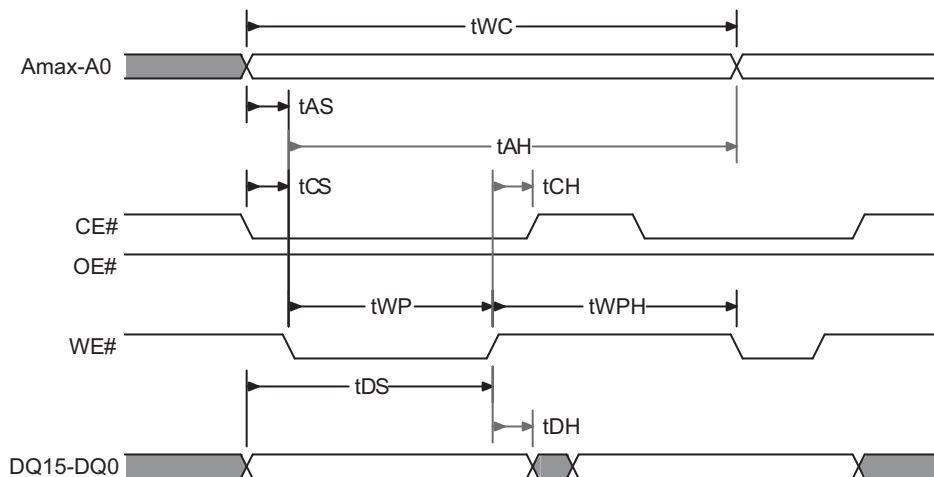 tWC
Amax-A0
tAS
tAH
tCS
tCH
CE#
OE#
tWP
tWPH
WE#
tDS
tDH
DQ15-DQ0